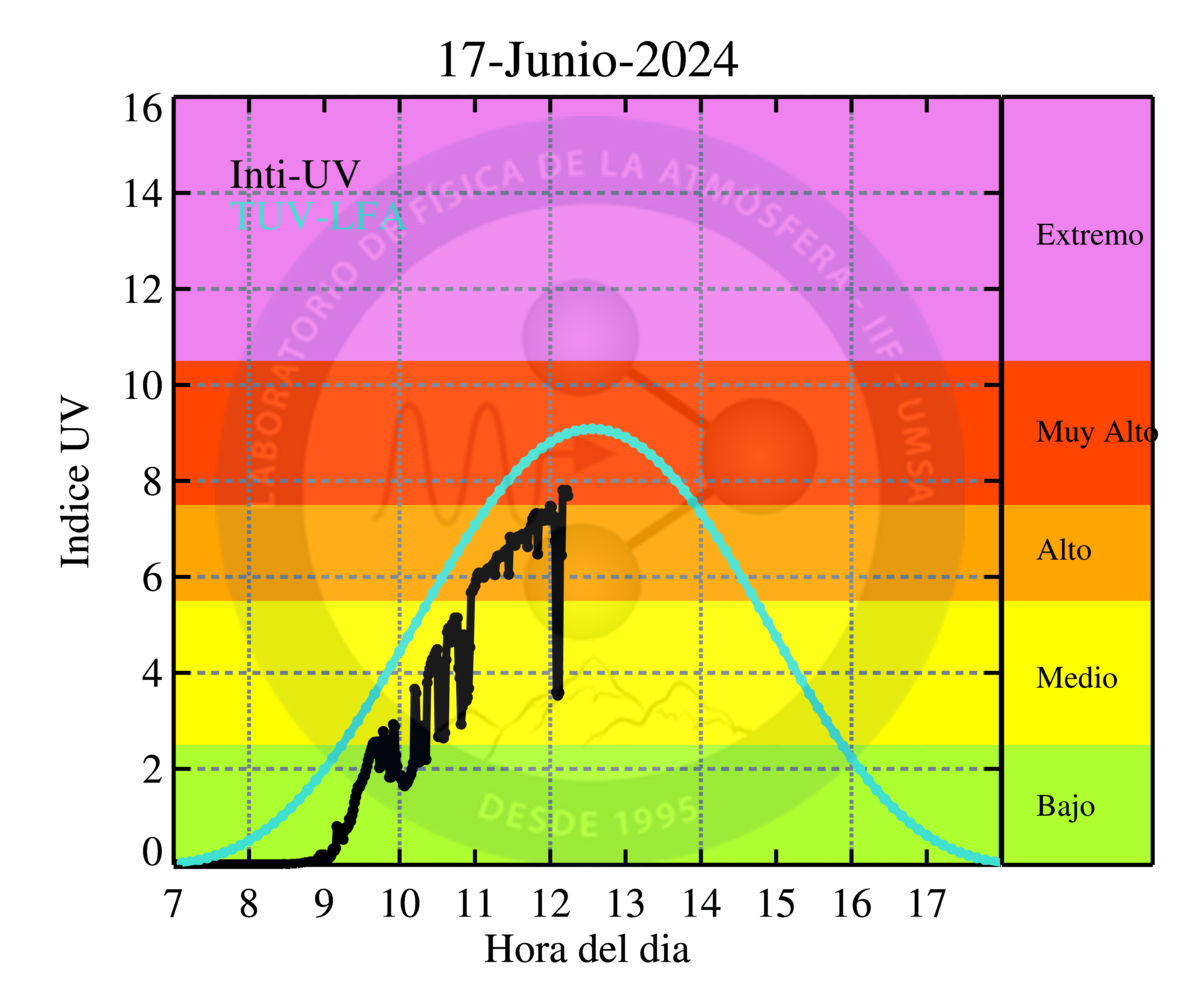 17-Junio-2024
Inti-UV
TUV-LFA
LABORATORIO DE FÍSICA DE LA ATMÓSFERA - IIF - UMSA
DESDE 1995
Indice UV
16
14
12
10
8
6
4
2
0
Extremo
Muy Alto
Alto
Medio
Bajo
7 8 9 10 11 12 13 14 15 16 17
Hora del dia